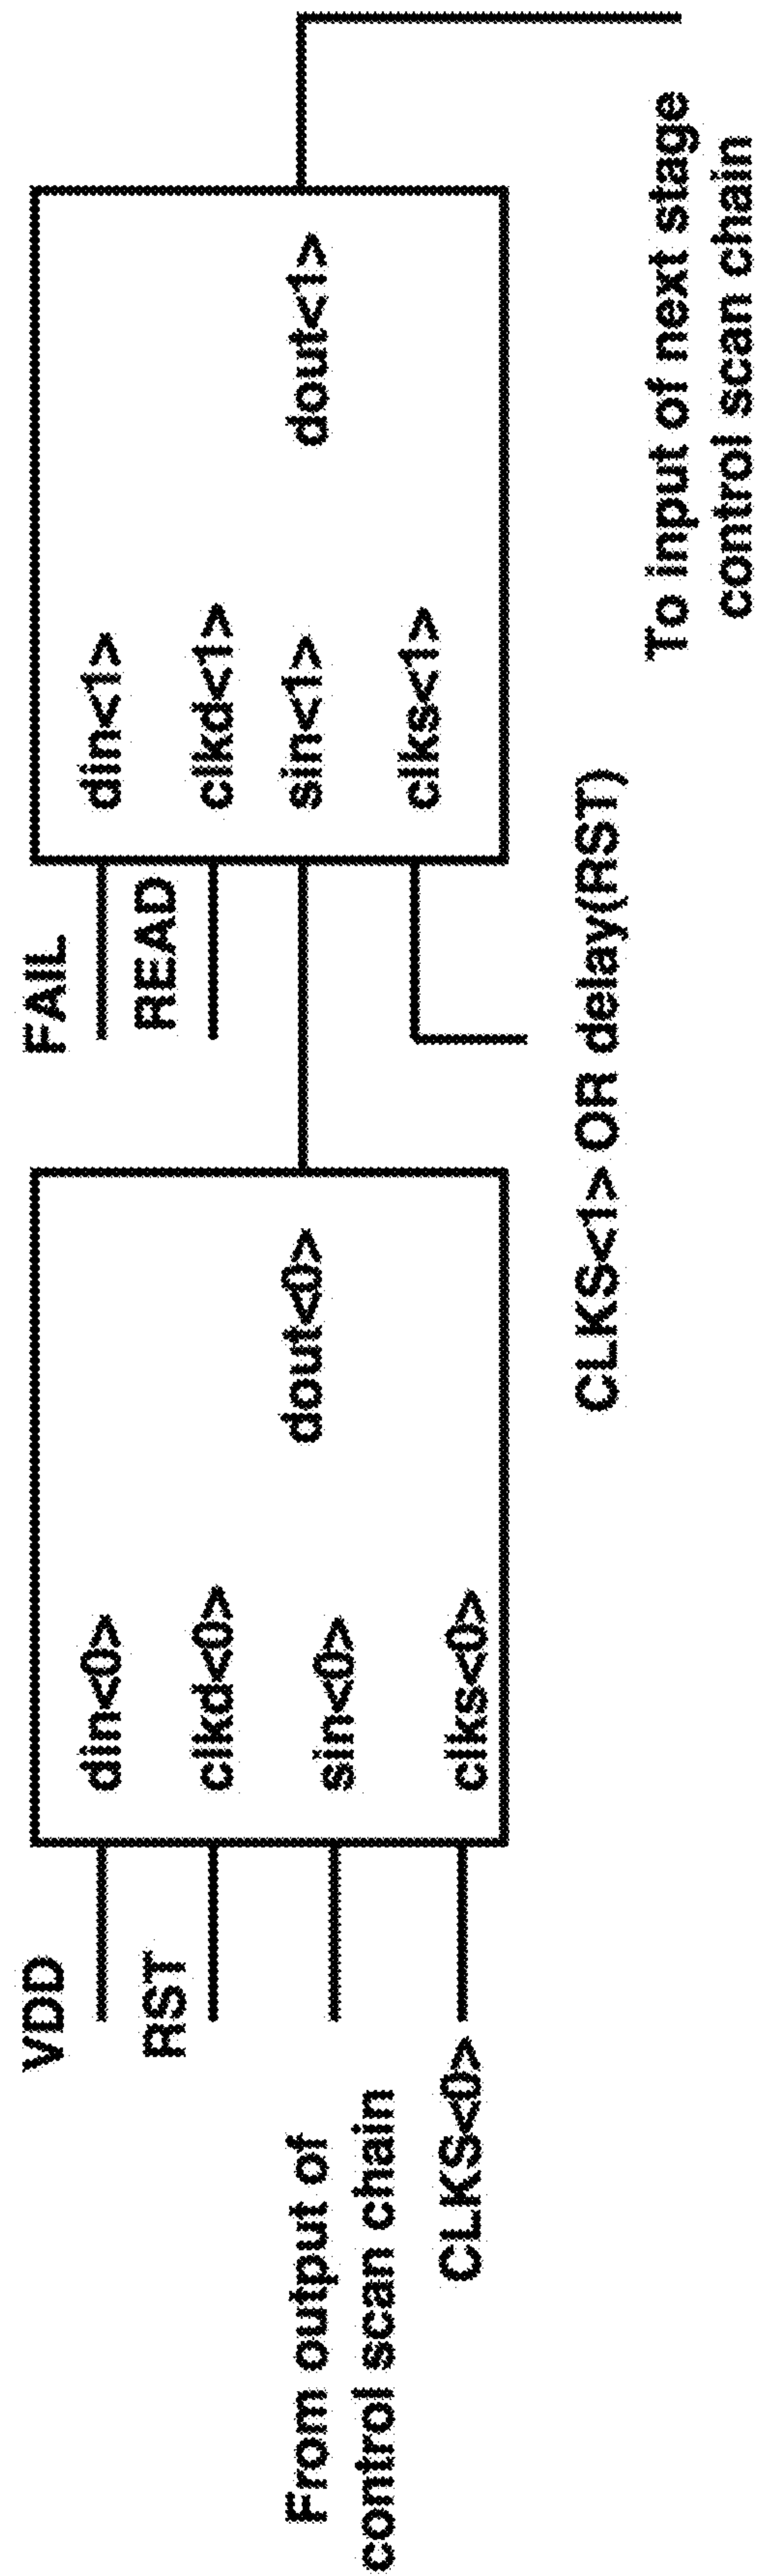 VDD
RST
From output of
control scan chain
CLKS<0>
din<0>
clkd<0>
sin<0>
clks<0>
dout<0>
FAIL
READ
CLKS<1> OR delay(RST)
din<1>
clkd<1>
sin<1>
clks<1>
dout<1>
To input of next stage
control scan chain